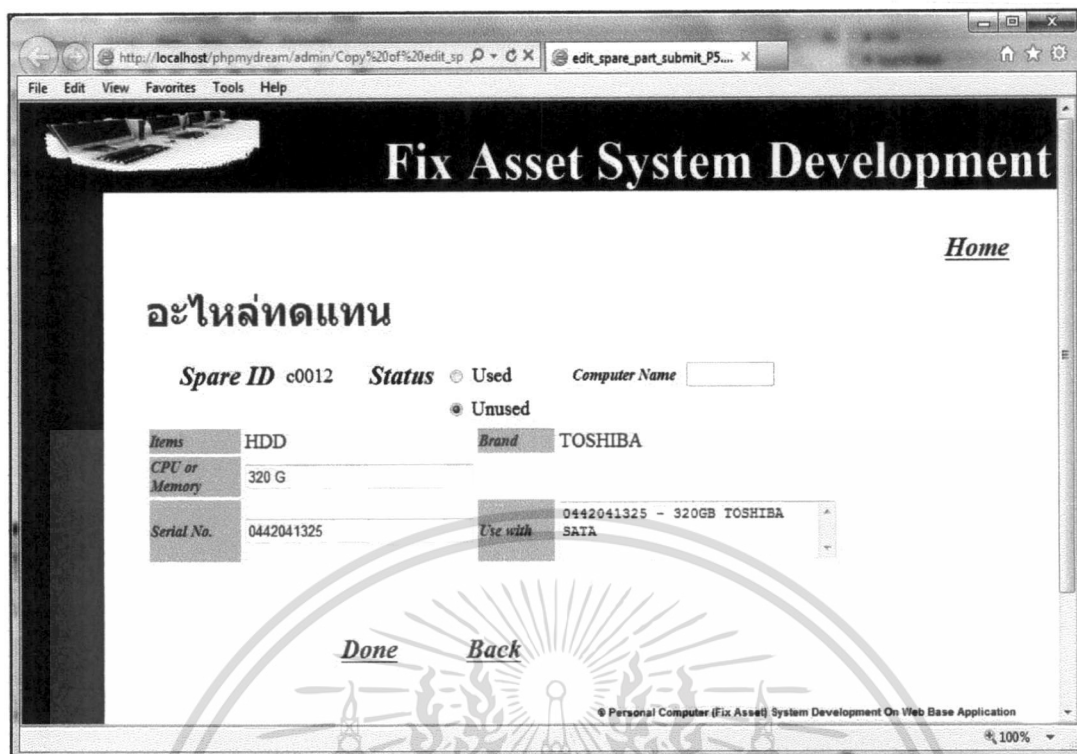 http://localhost/phpmydream/admin/Copy%20of%20edit_sp
edit_spare_part_submit_P5....
File Edit View Favorites Tools Help
Fix Asset System Development
Home
อะไหล่ทดแทน
Spare ID c0012 Status Used Computer Name
Unused
Items HDD Brand TOSHIBA
CPU or
Memory 320 G
Serial No. 0442041325 Use with 0442041325 - 320GB TOSHIBA
SATA
Done Back
© Personal Computer (Fix Asset) System Development On Web Base Application
100%